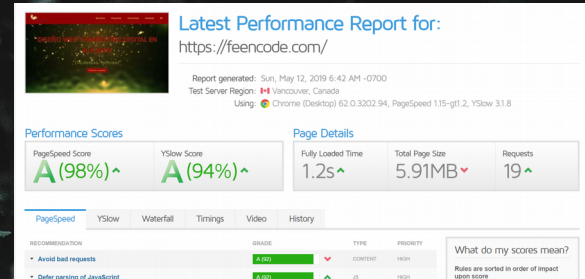 Latest Performance Report for:
https://feencode.com/
Report generated: Sun, May 12, 2019 6:42 AM -0700
Test Server Region: Vancouver, Canada
Using: Chrome (Desktop) 62.0.3202.94, PageSpeed 1.15-gt1.2, YSlow 3.1.8
Performance Scores
Page Details
PageSpeed Score
YSlow Score
Fully Loaded Time
Total Page Size
Requests
A (98%)
A (94%)
1.2s
5.91MB
19
PageSpeed YSlow Waterfall Timings Video History
RECOMMENDATION GRADE TYPE PRIORITY
What do my scores mean?
Avoid bad requests A (92) CONTENT HIGH
Rules are sorted in order of impact
upon score
Defer parsing of JavaScript A (92) JS HIGH